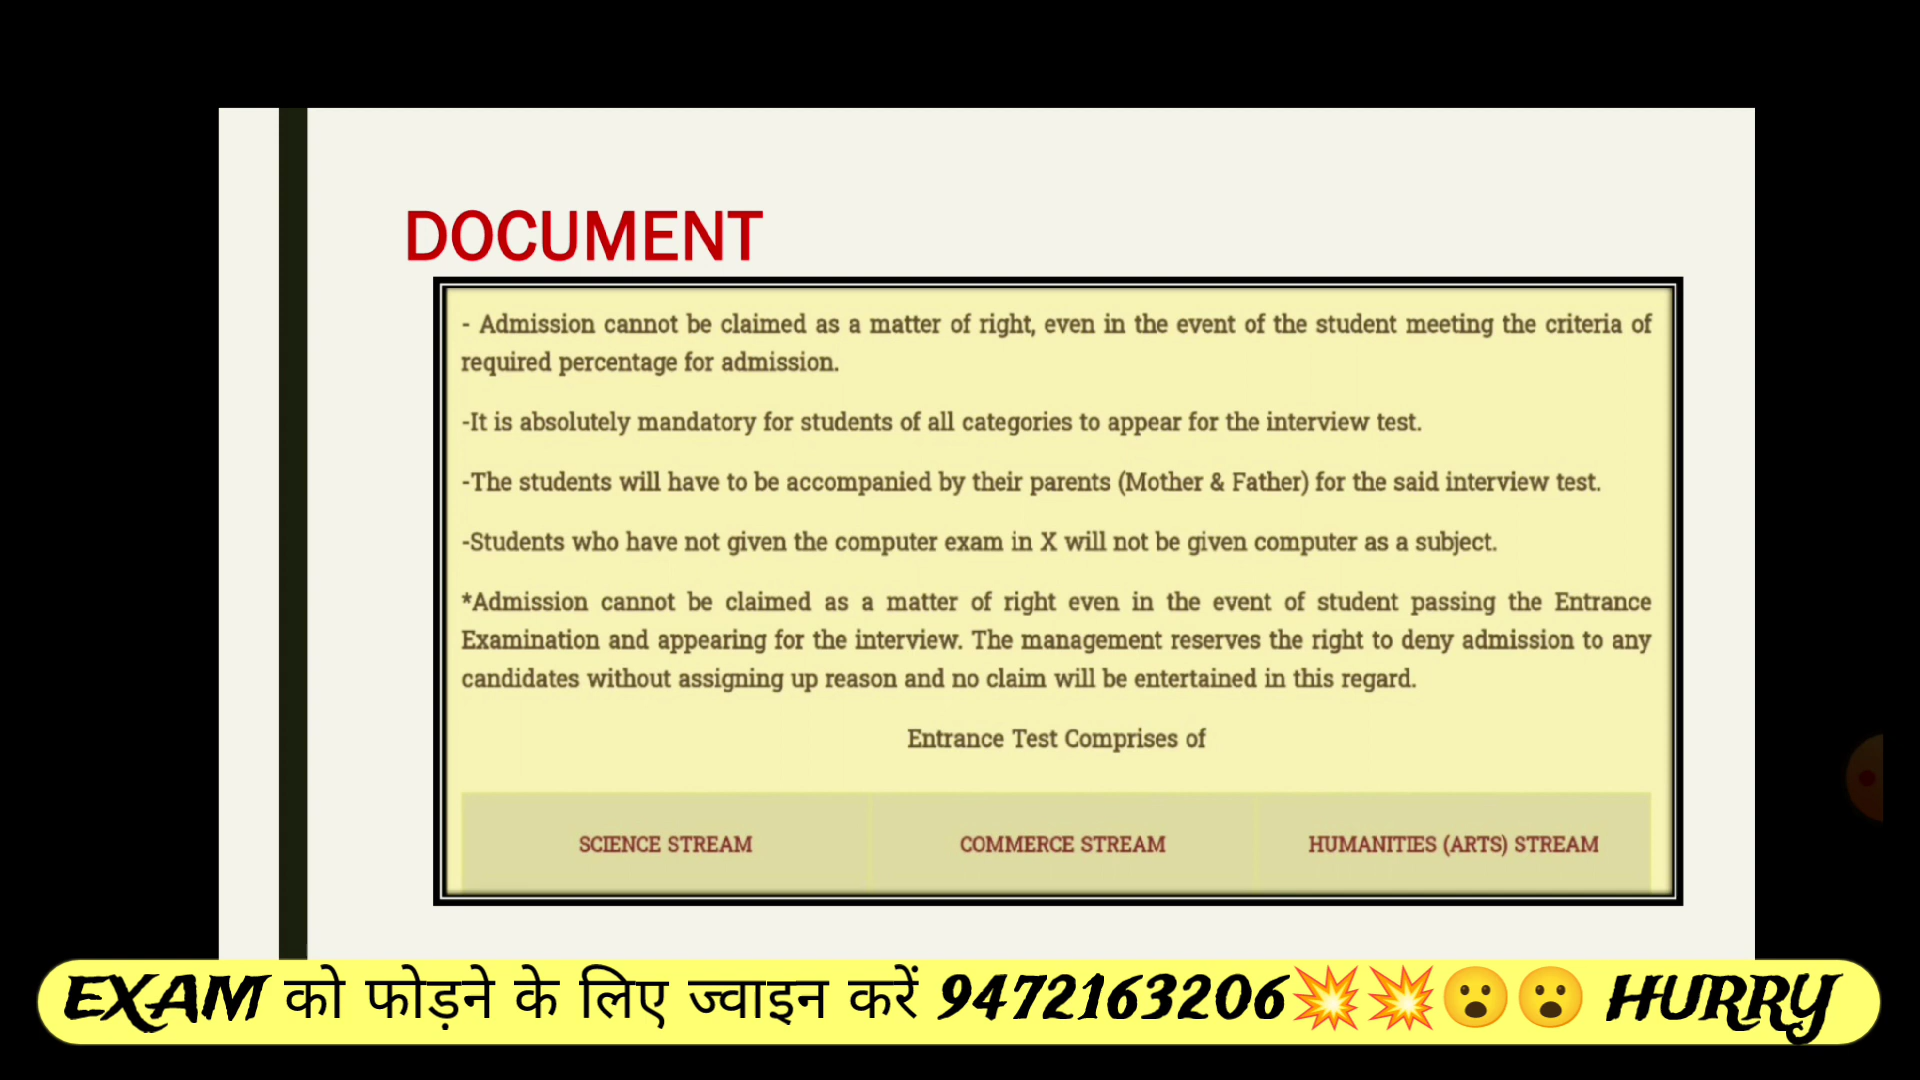 DOCUMENT
- Admission cannot be claimed as a matter of right, even in the event of the student meeting the criteria of
required percentage for admission.
-It is absolutely mandatory for students of all categories to appear for the interview test.
-The students will have to be accompanied by their parents (Mother & Father) for the said interview test.
-Students who have not given the computer exam in X will not be given computer as a subject.
*Admission cannot be claimed as a matter of right even in the event of student passing the Entrance
Examination and appearing for the interview. The management reserves the right to deny admission to any
candidates without assigning up reason and no claim will be entertained in this regard.
Entrance Test Comprises of
SCIENCE STREAM COMMERCE STREAM HUMANITIES (ARTS) STREAM
EXAM को फोड़ने के लिए ज्वाइन करें 9472163206💥💥😮😮 HURRY